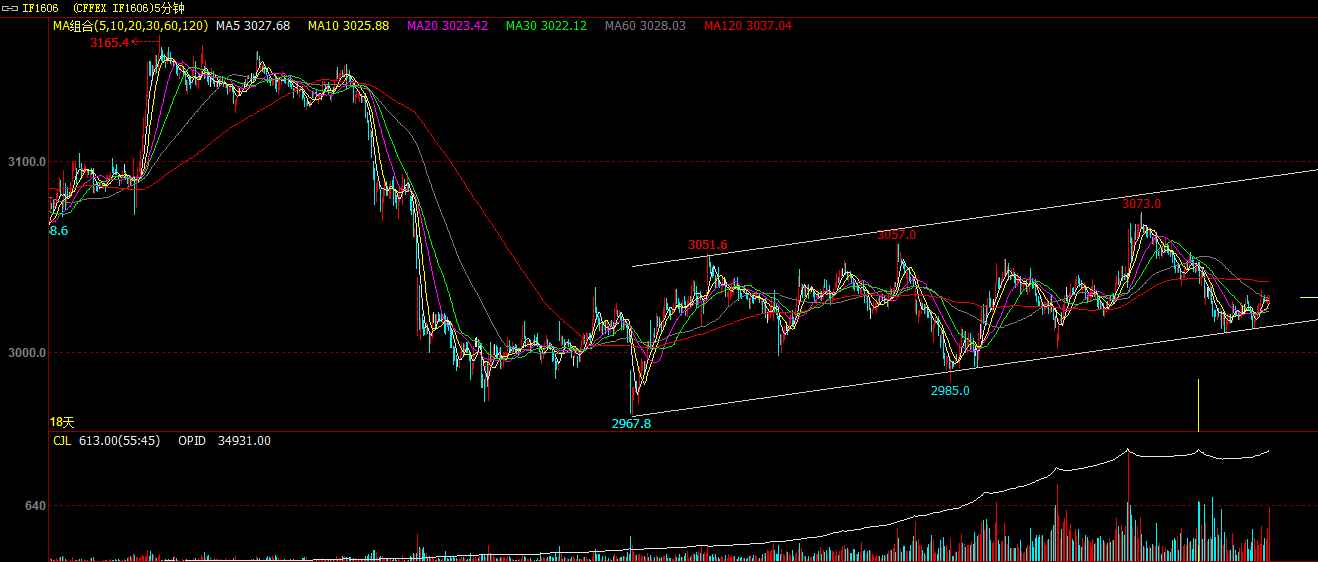 IF1606 (CFFEX IF1606)5分钟
MA组合(5,10,20,30,60,120) MA5 3027.68 MA10 3025.88 MA20 3023.42 MA30 3022.12 MA60 3028.03 MA120 3037.04
3165.4
3100.0
3073.0
8.6
3057.0
3051.6
3000.0
2985.0
18天
2967.8
CJL 613.00(55:45) OPID 34931.00
640